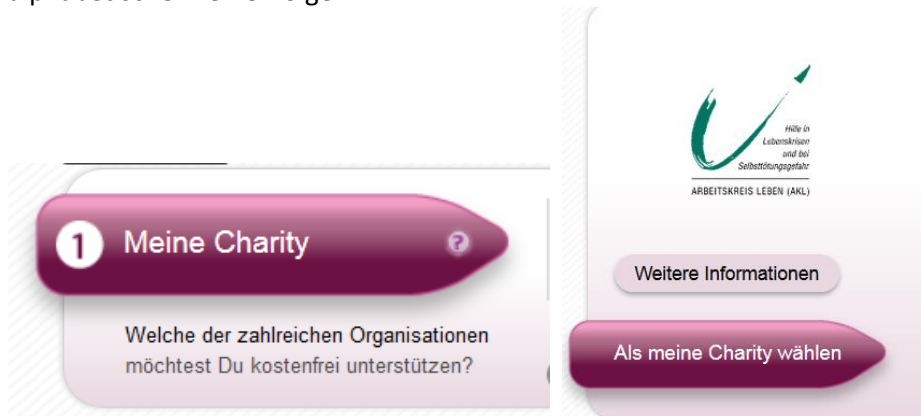 1 Meine Charity ?
Welche der zahlreichen Organisationen
möchtest Du kostenfrei unterstützen?
Hilfe in
Lebenskrisen
und bei
Selbsttötungsgefahr
ARBEITSKREIS LEBEN (AKL)
Weitere Informationen
Als meine Charity wählen